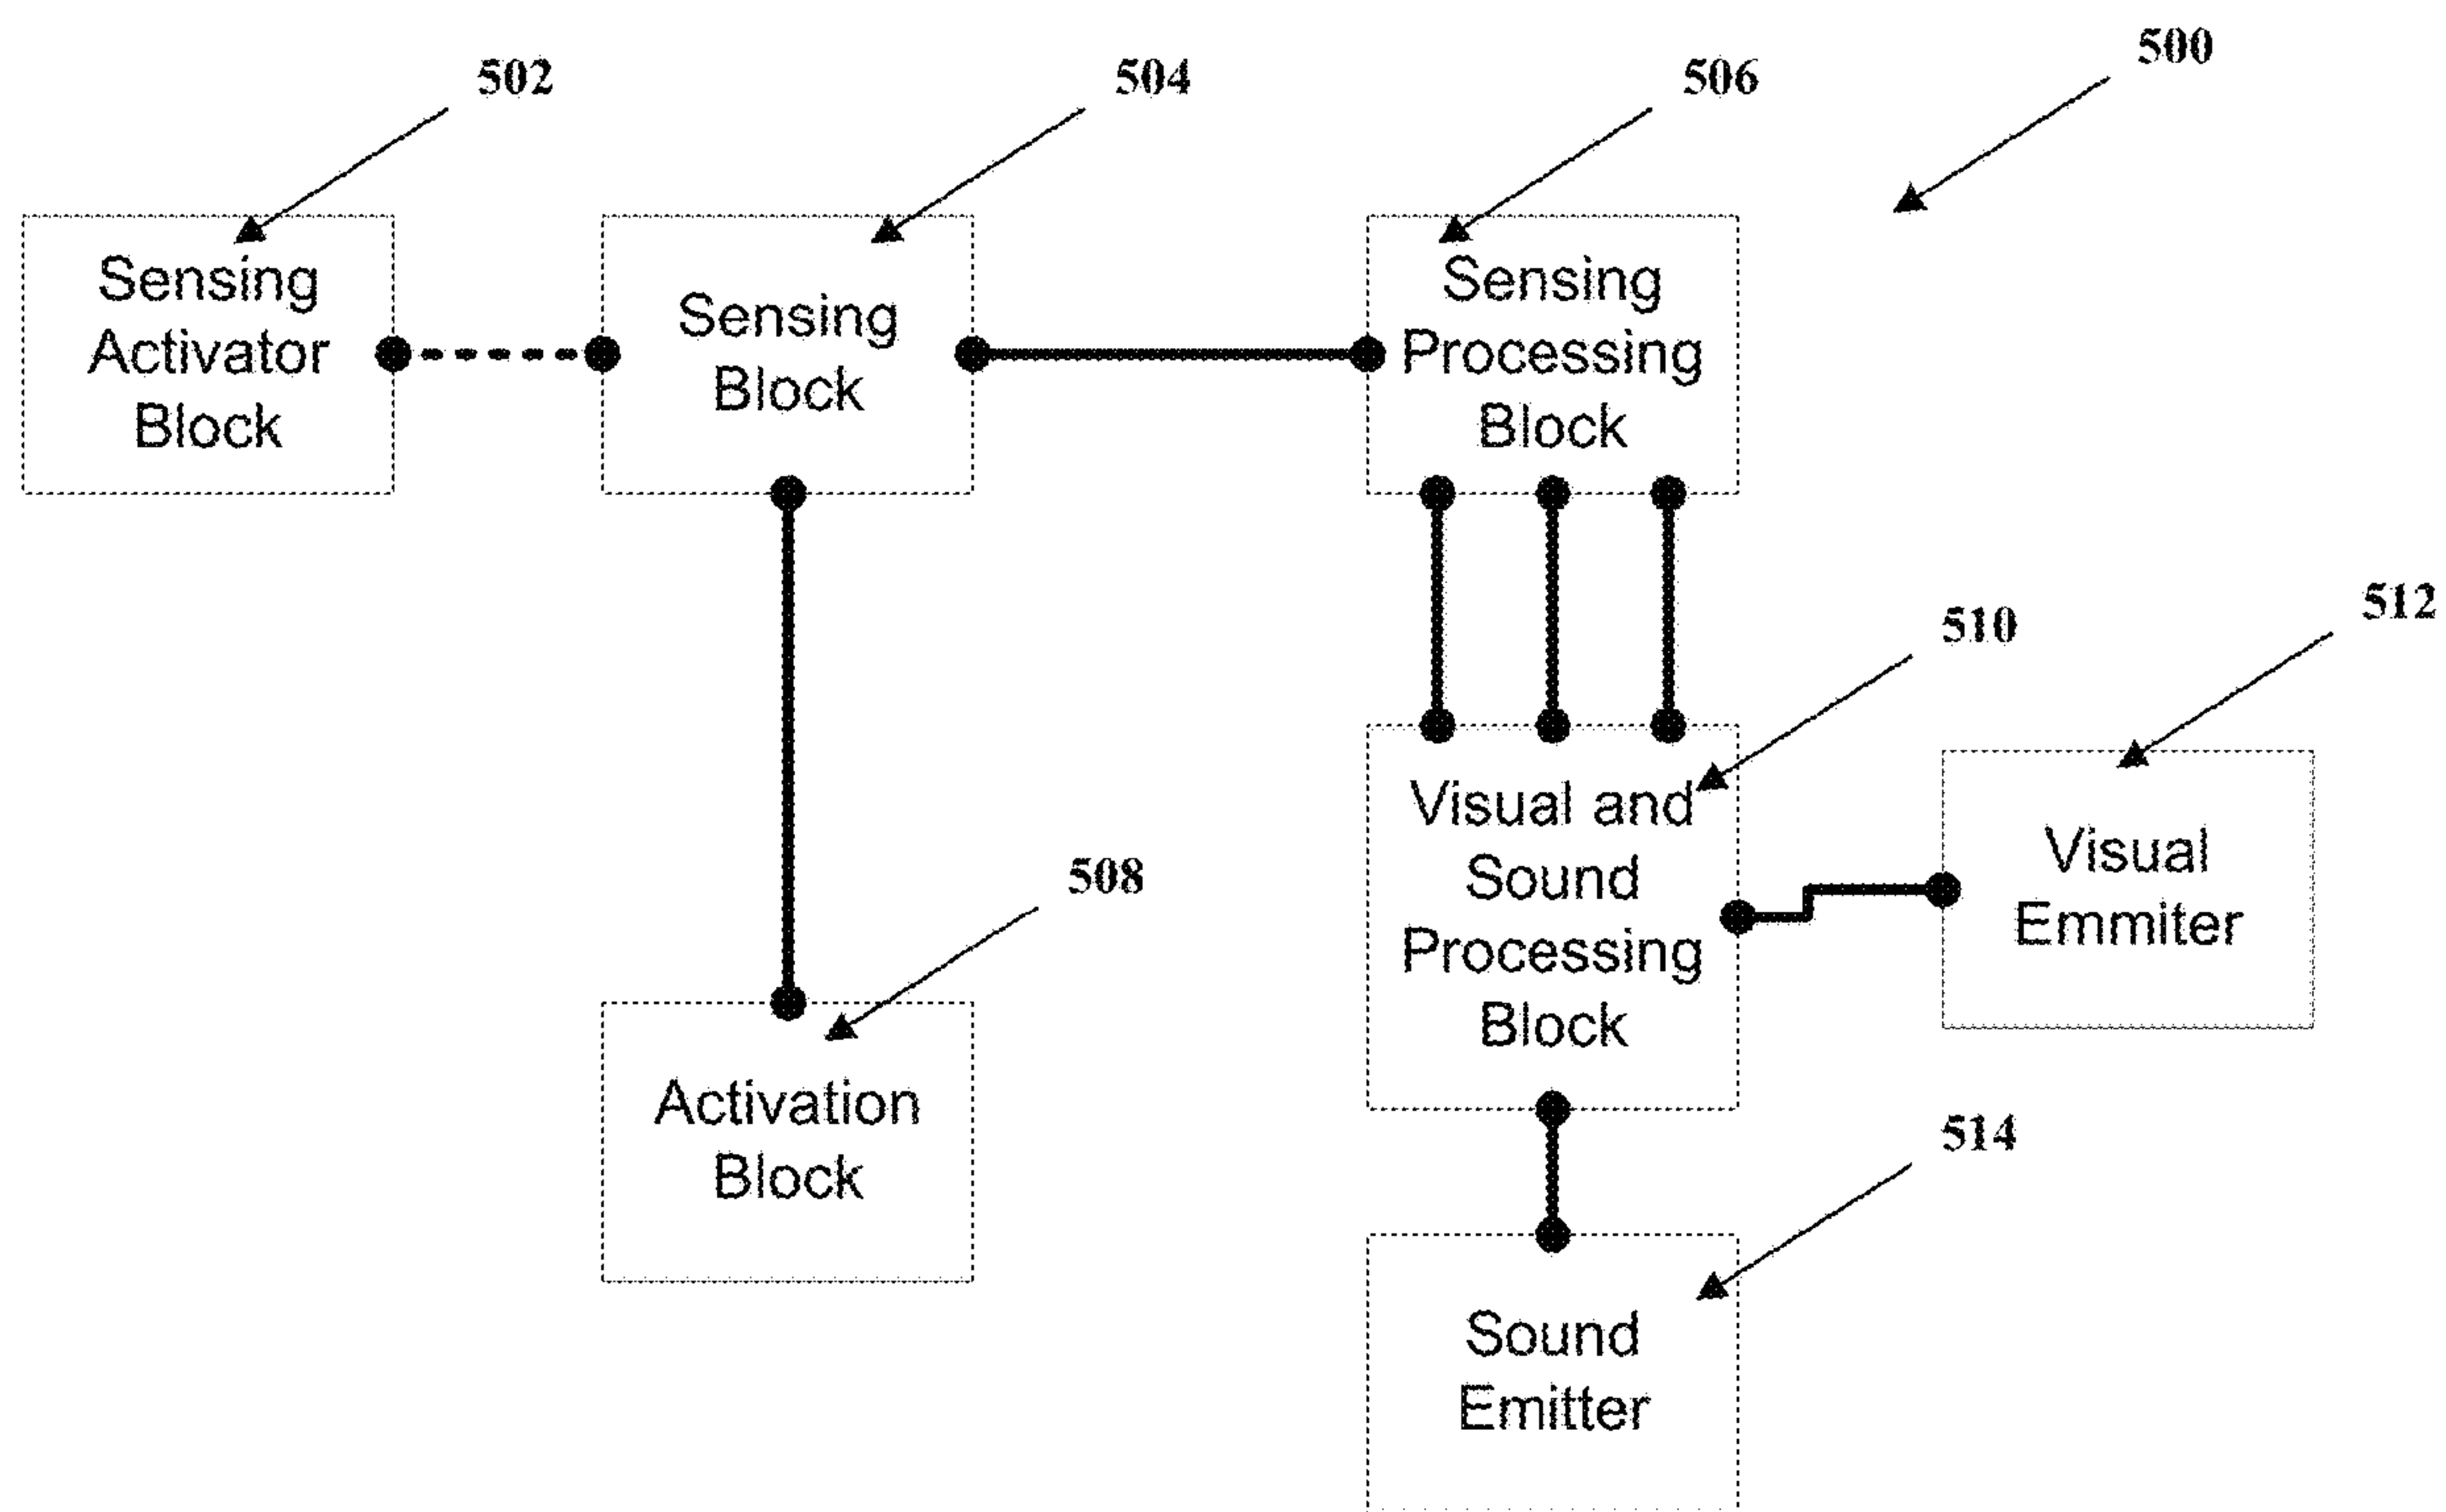 500
502
504
506
Sensing
Activator
Block
Sensing
Block
Sensing
Processing
Block
510
512
Visual and
Sound
Processing
Block
Visual
Emmiter
508
Activation
Block
514
Sound
Emitter